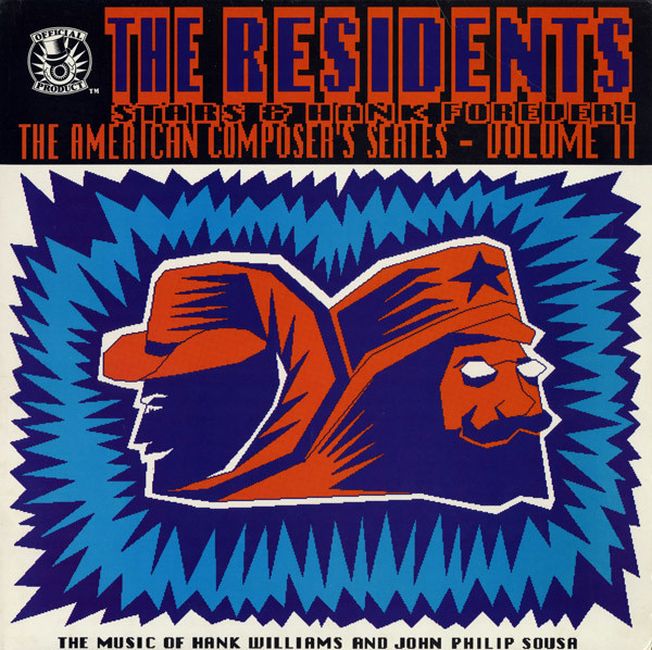 OFFICIAL
PRODUCT
TM
THE RESIDENTS
STARS & HANK FOREVER!
THE AMERICAN COMPOSER'S SERIES - VOLUME II
THE MUSIC OF HANK WILLIAMS AND JOHN PHILIP SOUSA